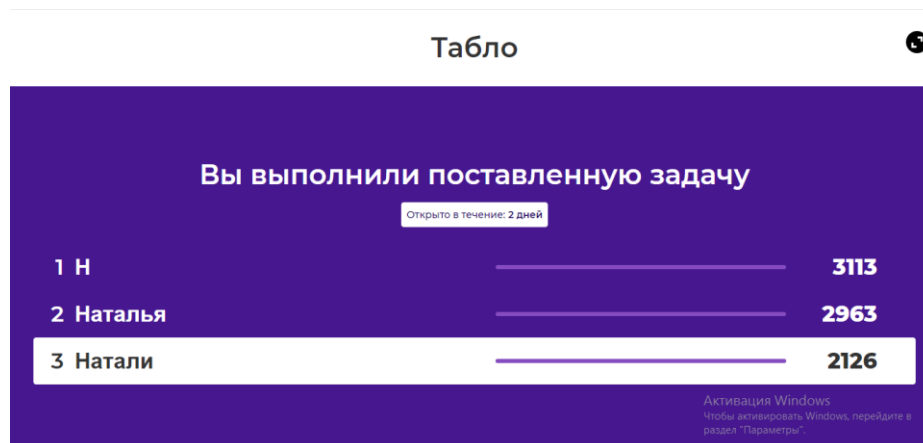 Табло
Вы выполнили поставленную задачу
Открыто в течение: 2 дней
1 Н 3113
2 Наталья 2963
3 Натали 2126
Активация Windows
Чтобы активировать Windows, перейдите в
раздел "Параметры".